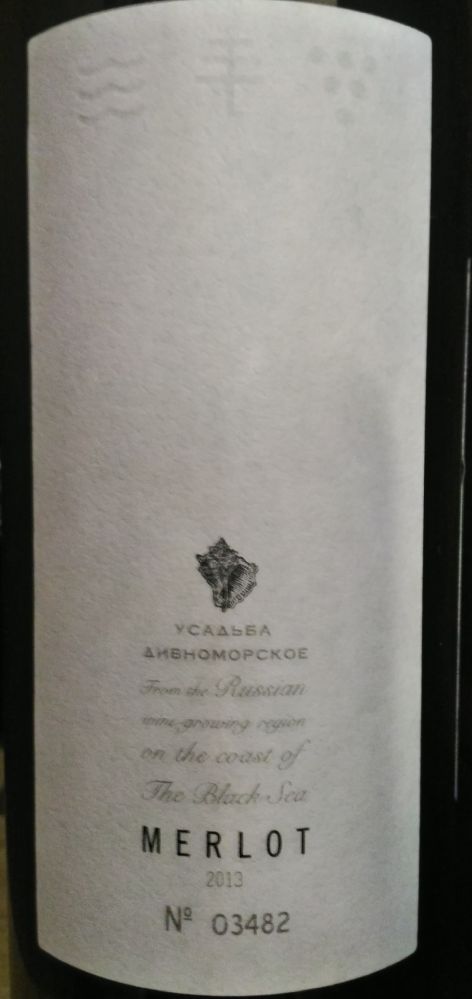 УСАДЬБА
ДИВНОМОРСКОЕ
From the Russian
wine-growing region
on the coast of
The Black Sea
MERLOT
2013
Nº 03482